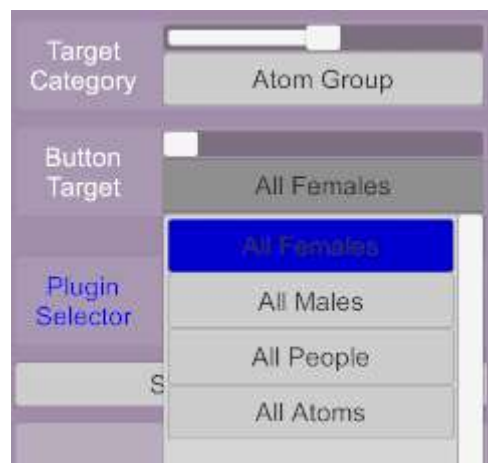 Target
Category
Atom Group
Button
Target
All Females
All Females
Plugin
Selector
All Males
All People
S
All Atoms